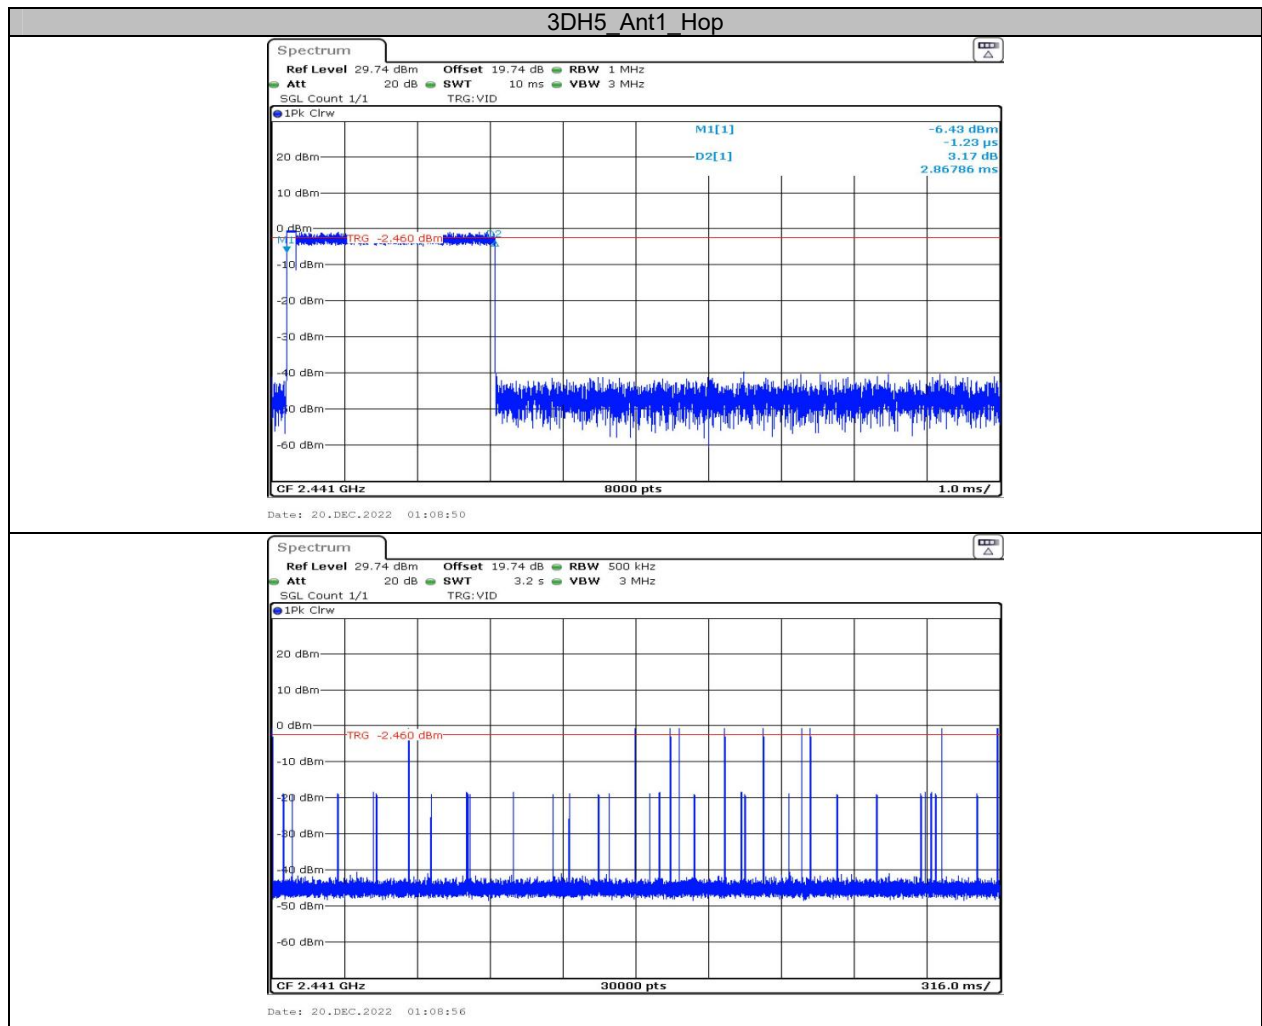 3DH5_Ant1_Hop
Spectrum
Ref Level 29.74 dBm Offset 19.74 dB RBW 1 MHz
Att 20 dB SWT 10 ms VBW 3 MHz
SGL Count 1/1 TRG:VID
1Pk Clrw
M1[1] -6.43 dBm
-1.23 µs
20 dBm D2[1] 3.17 dB
2.86786 ms
10 dBm
0 dBm
M1 TRG -2.460 dBm D2
-10 dBm
-20 dBm
-30 dBm
-40 dBm
-50 dBm
-60 dBm
CF 2.441 GHz 8000 pts 1.0 ms/
Date: 20.DEC.2022 01:08:50
Spectrum
Ref Level 29.74 dBm Offset 19.74 dB RBW 500 kHz
Att 20 dB SWT 3.2 s VBW 3 MHz
SGL Count 1/1 TRG:VID
1Pk Clrw
20 dBm
10 dBm
0 dBm
TRG -2.460 dBm
-10 dBm
-20 dBm
-30 dBm
-40 dBm
-50 dBm
-60 dBm
CF 2.441 GHz 30000 pts 316.0 ms/
Date: 20.DEC.2022 01:08:56